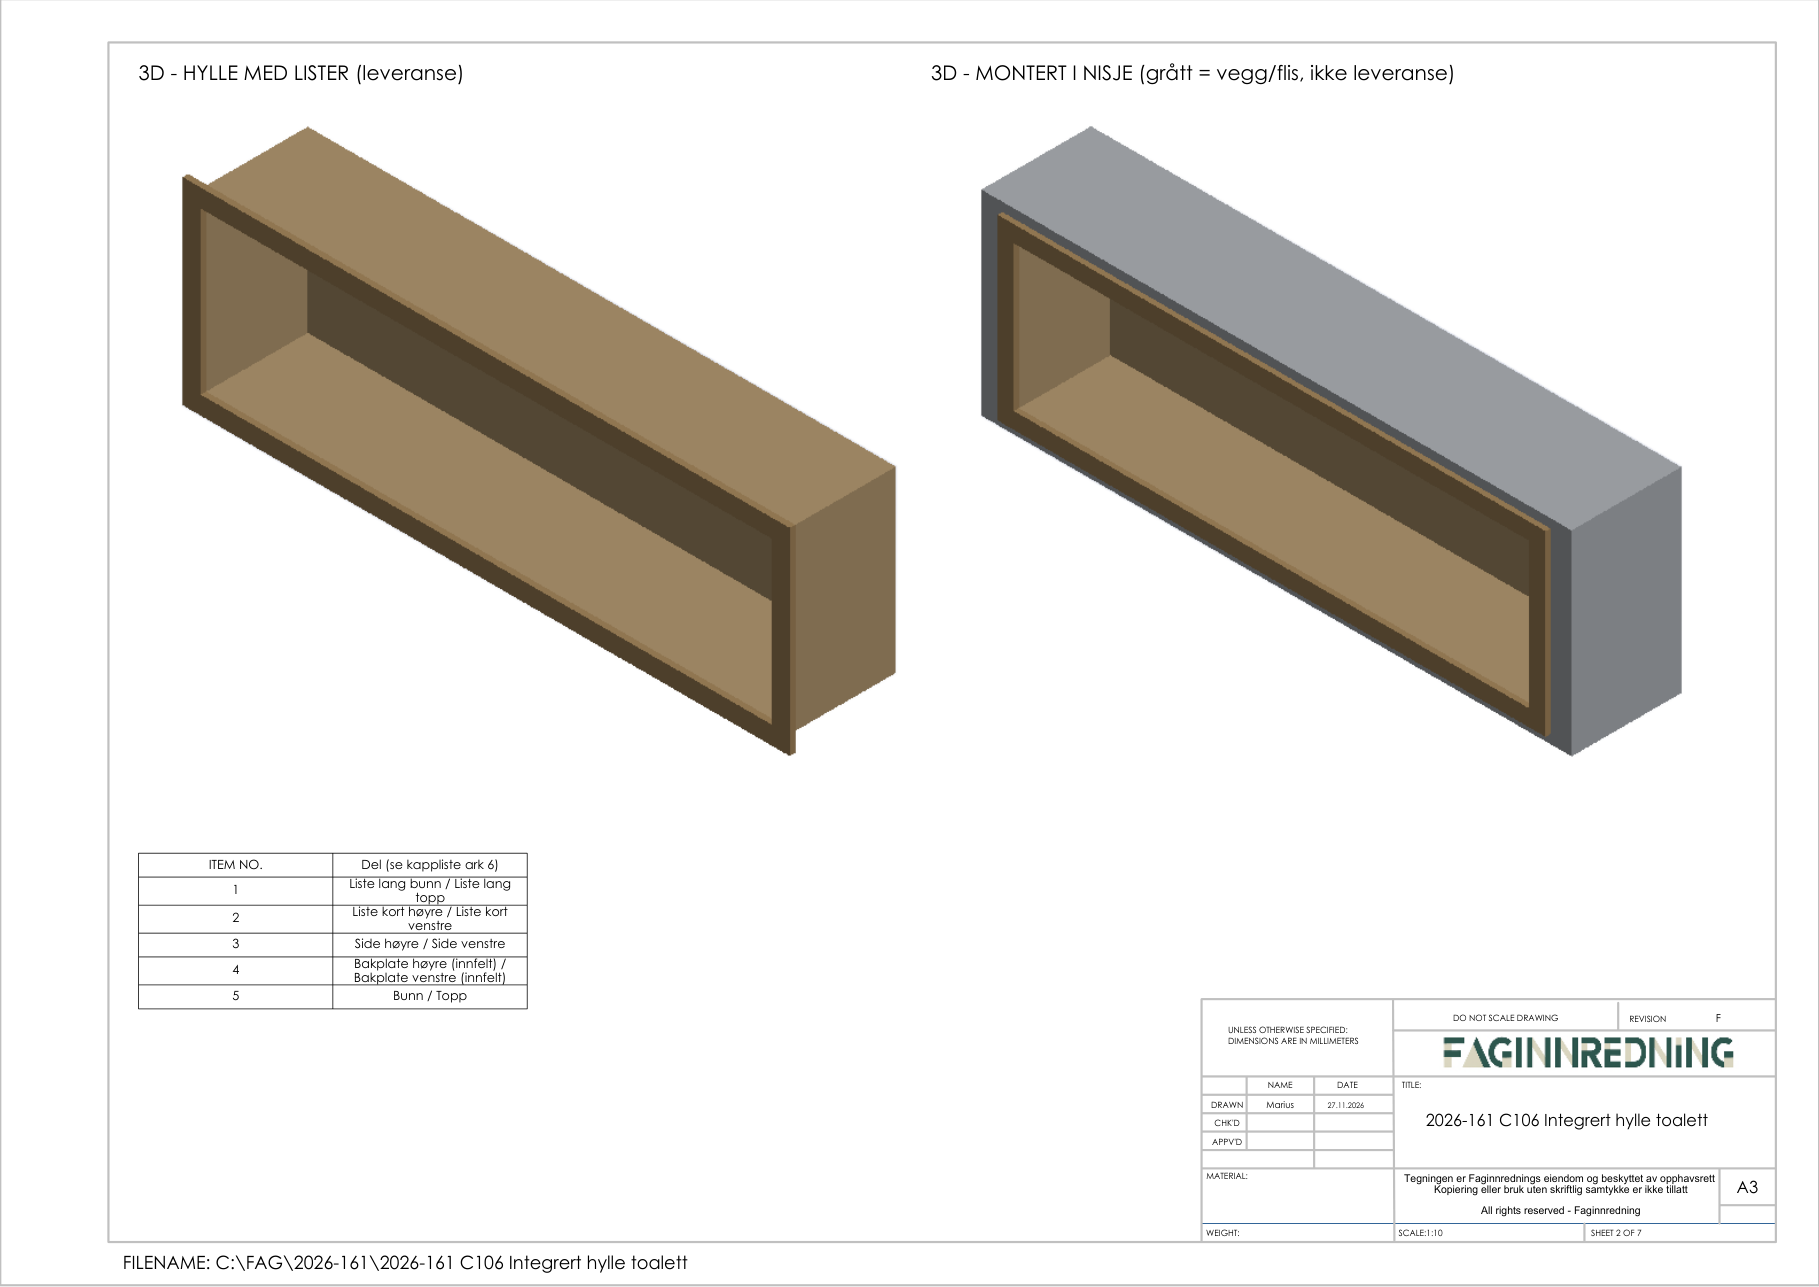 3D - HYLLE MED LISTER (leveranse)
3D - MONTERT I NISJE (grått = vegg/flis, ikke leveranse)
ITEM NO.
Del (se kappliste ark 6)
1
Liste lang bunn / Liste lang
topp
2
Liste kort høyre / Liste kort
venstre
3
Side høyre / Side venstre
4
Bakplate høyre (innfelt) /
Bakplate venstre (innfelt)
5
Bunn / Topp
UNLESS OTHERWISE SPECIFIED:
DIMENSIONS ARE IN MILLIMETERS
DO NOT SCALE DRAWING
REVISION
F
FAGINNREDNING
NAME
DATE
DRAWN
Marius
27.11.2026
CHK'D
APPV'D
TITLE:
2026-161 C106 Integrert hylle toalett
MATERIAL:
Tegningen er Faginnrednings eiendom og beskyttet av opphavsrett
Kopiering eller bruk uten skriftlig samtykke er ikke tillatt
All rights reserved - Faginnredning
A3
WEIGHT:
SCALE:1:10
SHEET 2 OF 7
FILENAME: C:\FAG\2026-161\2026-161 C106 Integrert hylle toalett